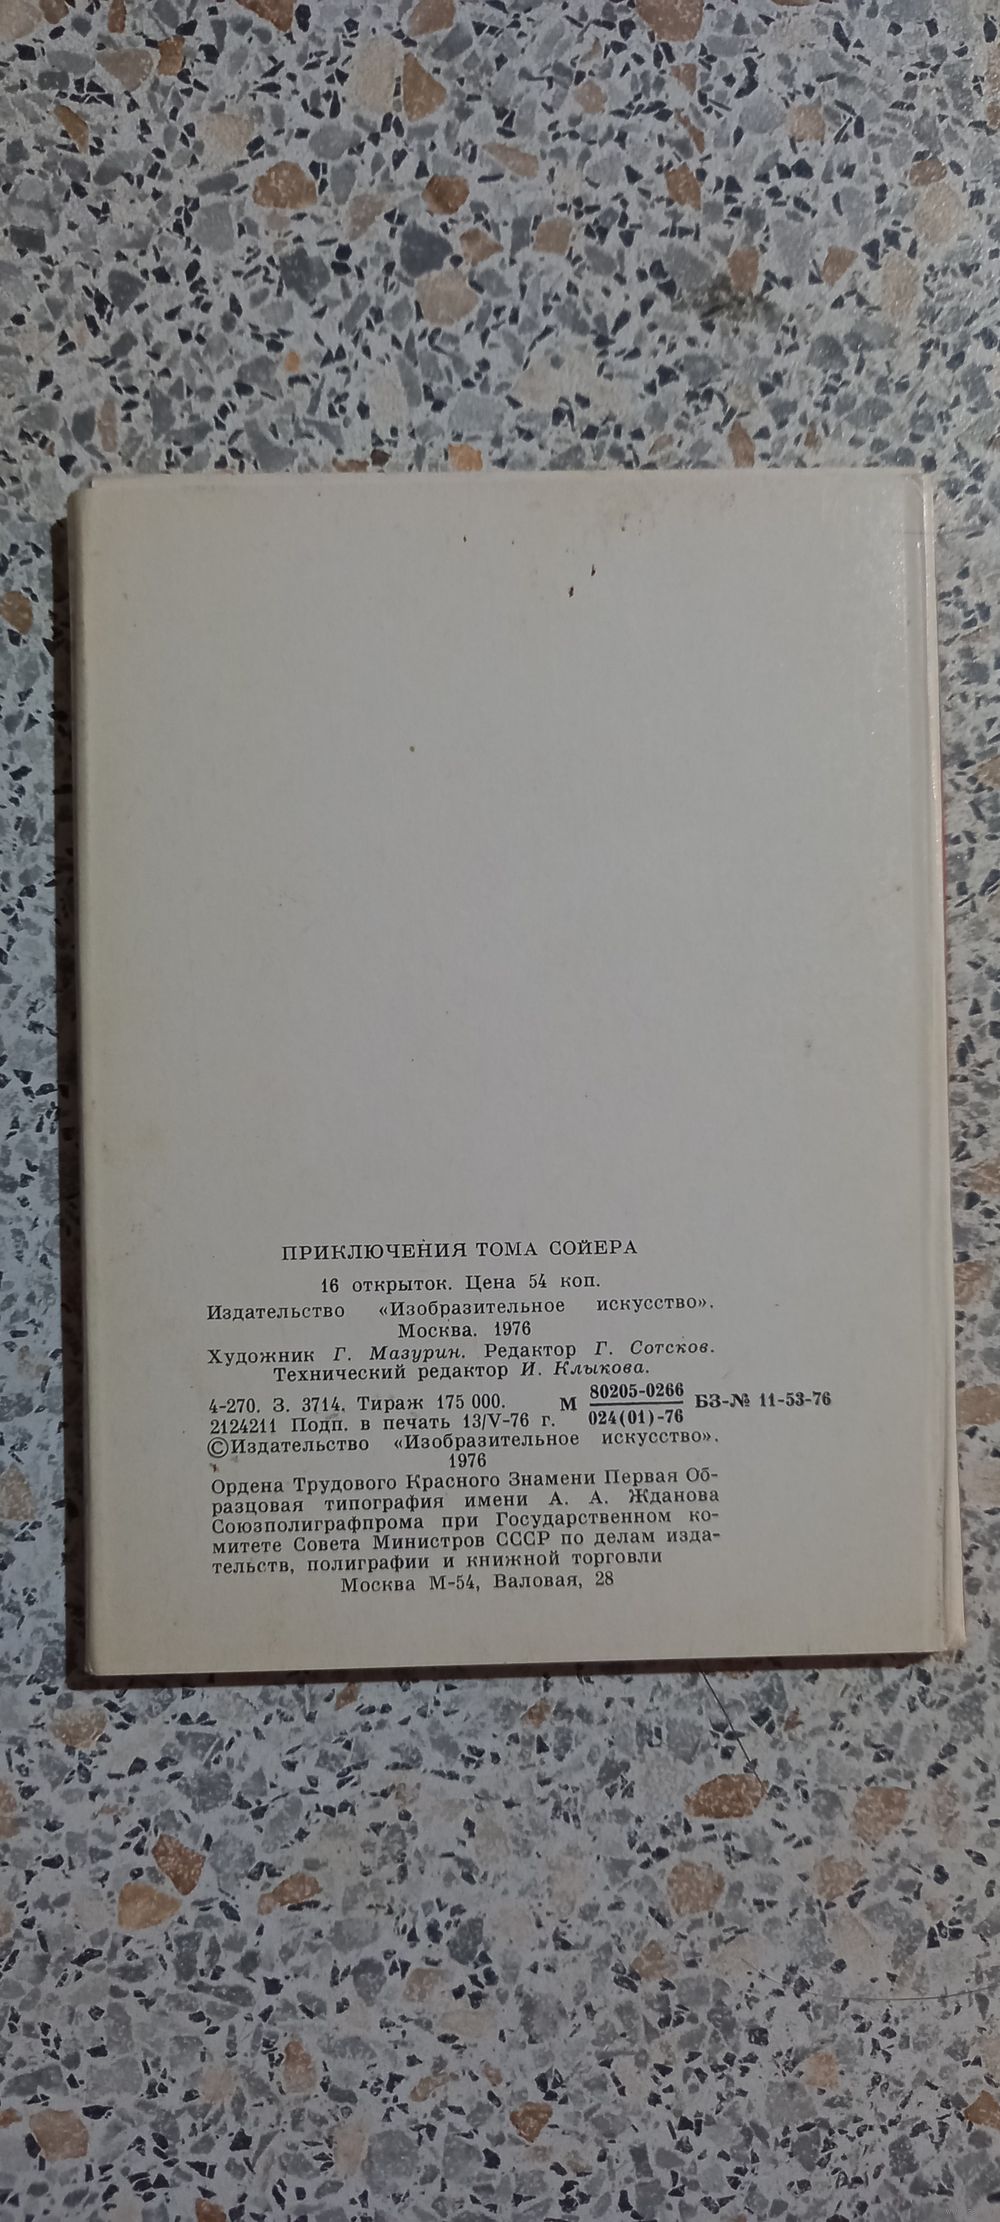 ПРИКЛЮЧЕНИЯ ТОМА СОЙЕРА
16 открыток. Цена 54 коп.
Издательство «Изобразительное искусство».
Москва. 1976
Художник Г. Мазурин. Редактор Г. Сотсков.
Технический редактор И. Клыкова.
4-270. З. 3714. Тираж 175 000. М 80205-0266 БЗ-№ 11-53-76
2124211 Подп. в печать 13/V-76 г. 024(01)-76
©Издательство «Изобразительное искусство».
1976
Ордена Трудового Красного Знамени Первая Об-
разцовая типография имени А. А. Жданова
Союзполиграфпрома при Государственном ко-
митете Совета Министров СССР по делам изда-
тельств, полиграфии и книжной торговли
Москва М-54, Валовая, 28